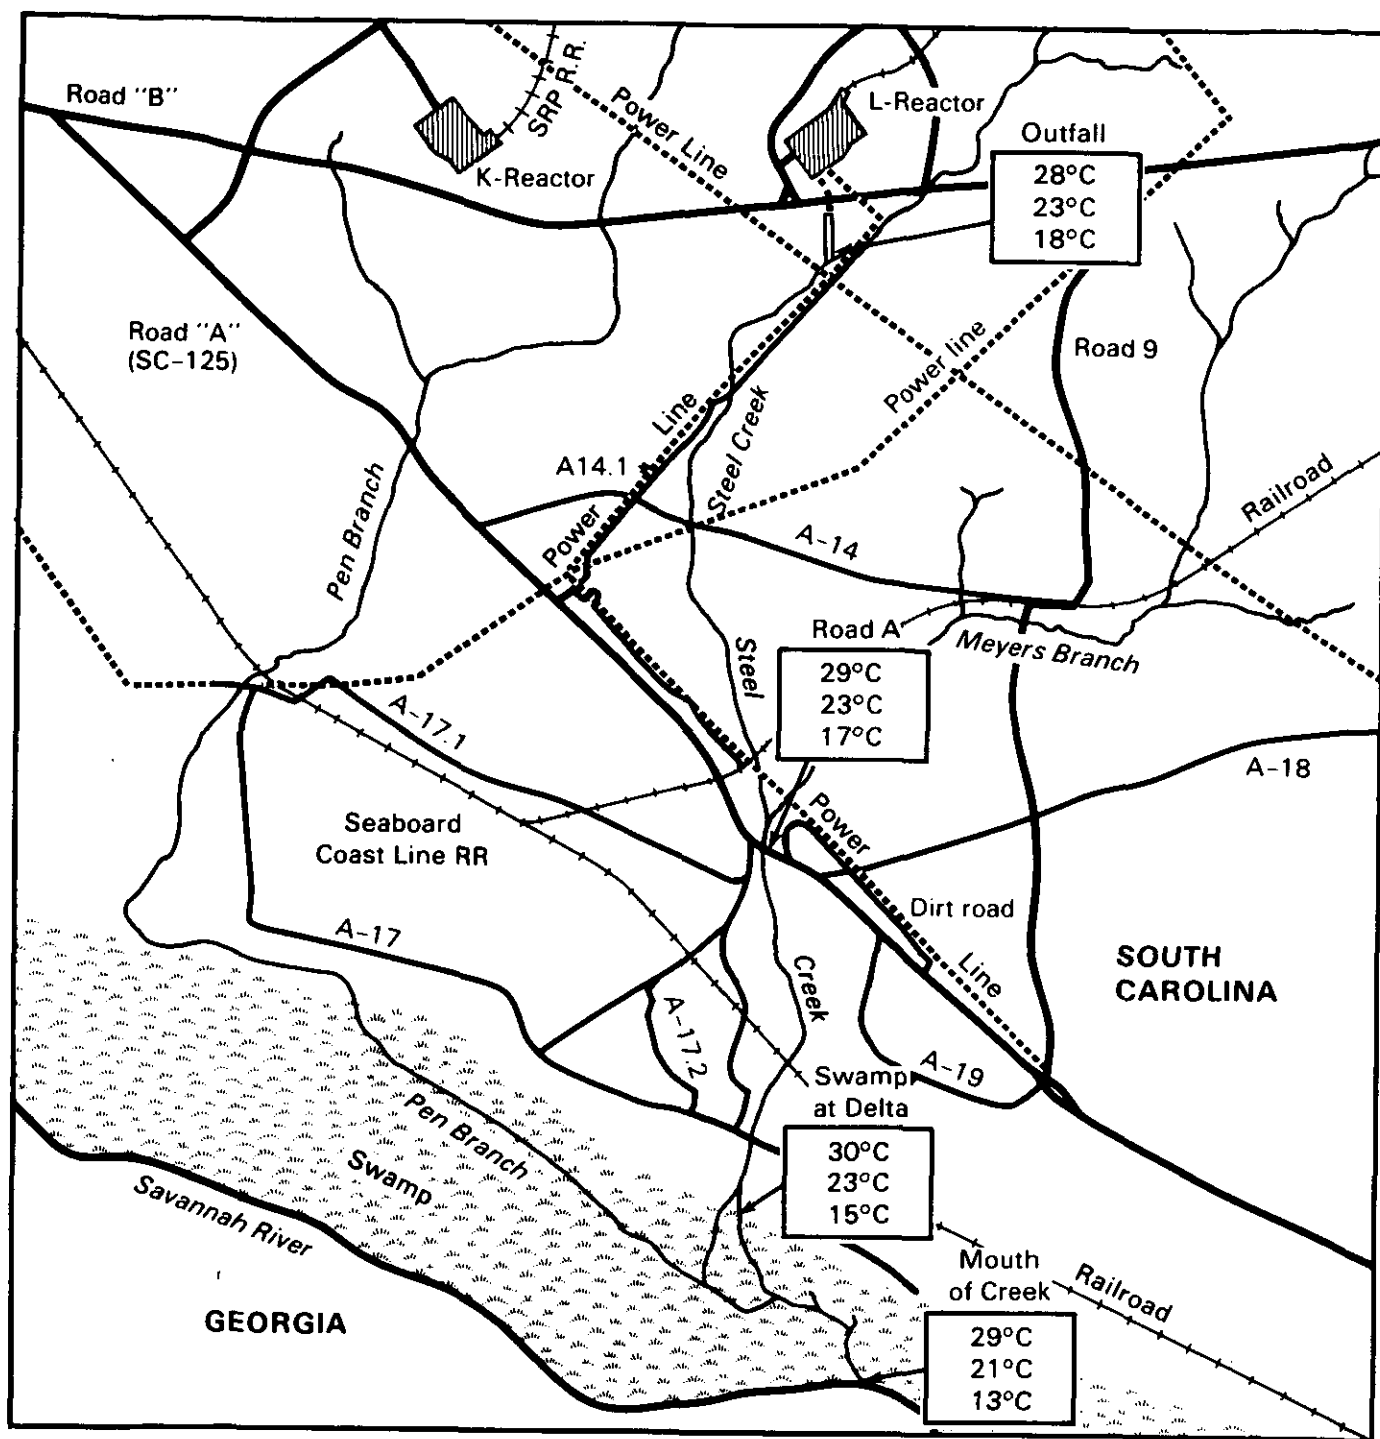 Road "B"
SRP R.R.
Power Line
L-Reactor
Outfall
K-Reactor
28°C
23°C
18°C
Road "A"
(SC-125)
Road 9
Power line
Line
Steel Creek
A14.1
Power
Pen Branch
A-14
Railroad
Road A
Meyers Branch
Steel
29°C
23°C
17°C
A-17.1
A-18
Power
Seaboard
Coast Line RR
Dirt road
A-17
Line
Creek
SOUTH
CAROLINA
A-17.2
A-19
Swamp
at Delta
Pen Branch
30°C
23°C
15°C
Swamp
Savannah River
Mouth
of Creek
Railroad
GEORGIA
29°C
21°C
13°C